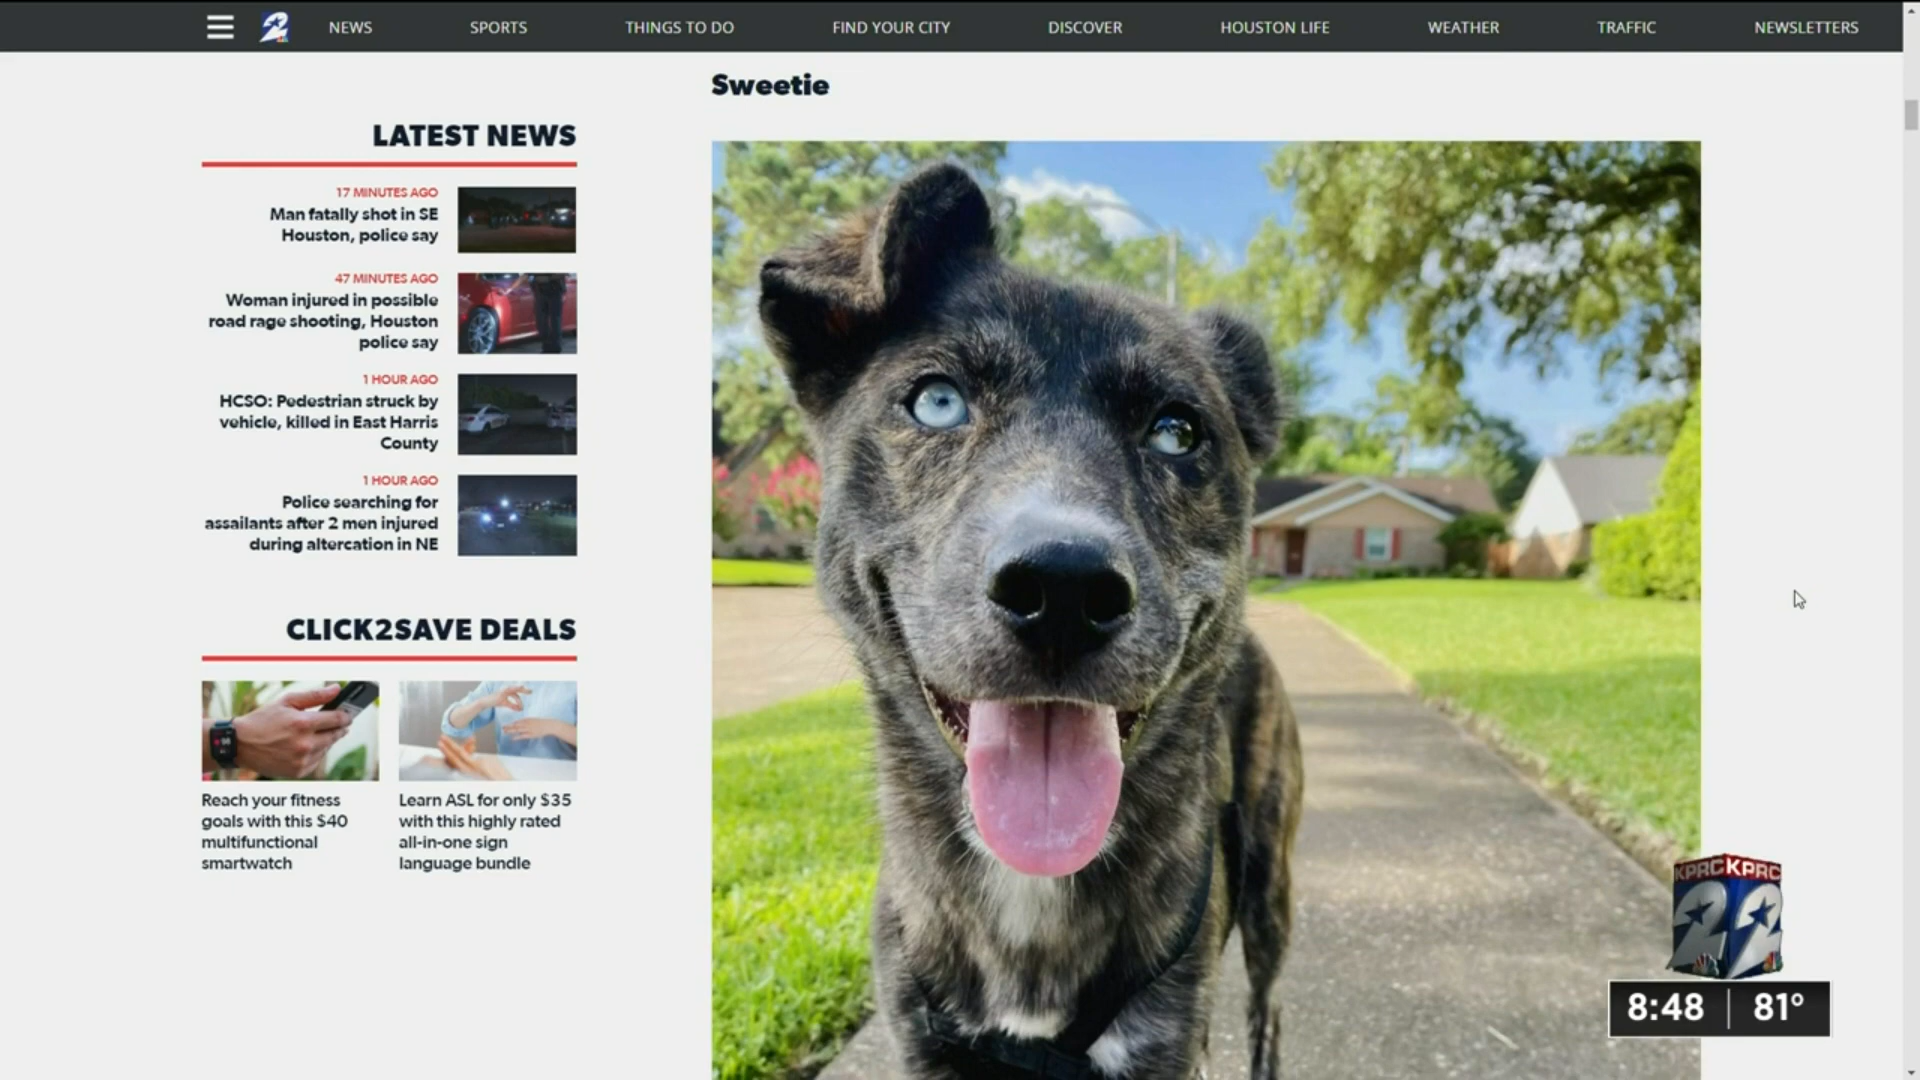 NEWS
SPORTS
THINGS TO DO
FIND YOUR CITY
DISCOVER
HOUSTON LIFE
WEATHER
TRAFFIC
NEWSLETTERS
Sweetie
LATEST NEWS
17 MINUTES AGO
Man fatally shot in SE
Houston, police say
47 MINUTES AGO
Woman injured in possible
road rage shooting, Houston
police say
1 HOUR AGO
HCSO: Pedestrian struck by
vehicle, killed in East Harris
County
1 HOUR AGO
Police searching for
assailants after 2 men injured
during altercation in NE
CLICK2SAVE DEALS
Reach your fitness
goals with this $40
multifunctional
smartwatch
Learn ASL for only $35
with this highly rated
all-in-one sign
language bundle
KPRC KPRC
2 2
8:48 81°